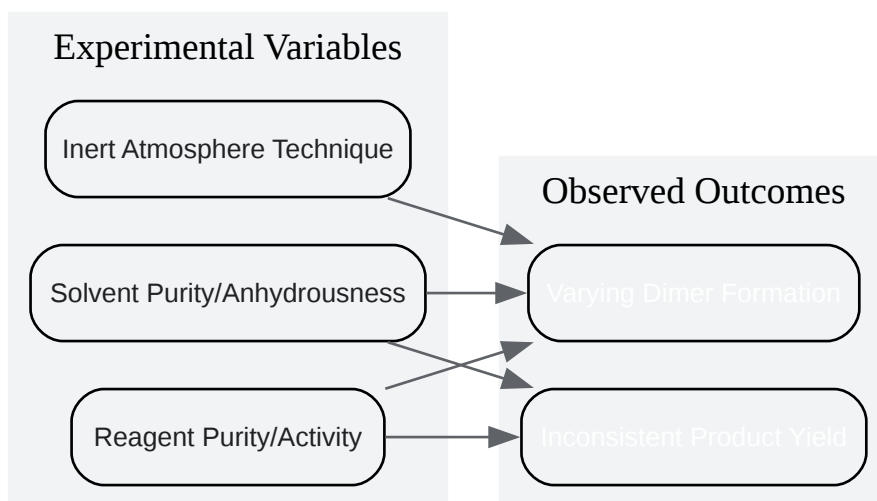 Experimental Variables
Inert Atmosphere Technique
Solvent Purity/Anhydrousness
Reagent Purity/Activity
Observed Outcomes
Varying Dimer Formation
Inconsistent Product Yield